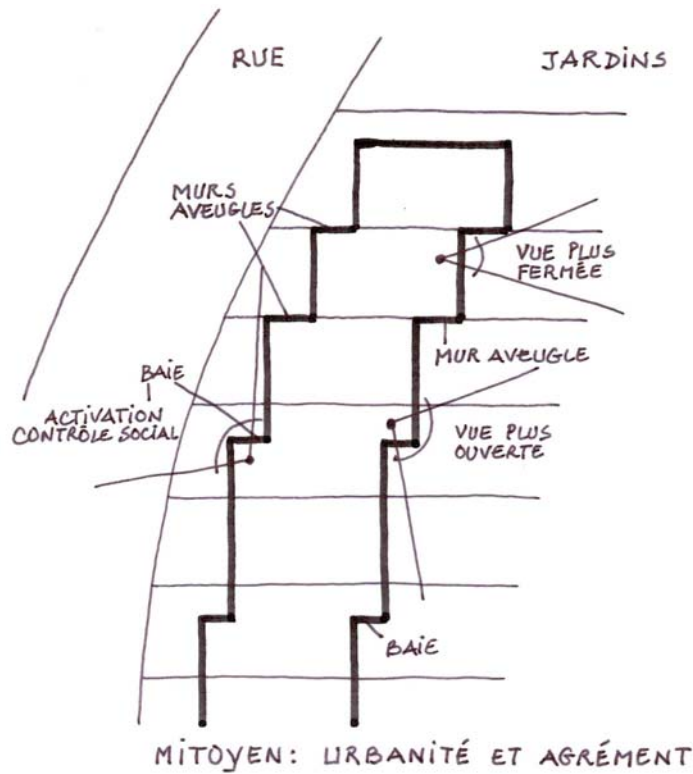 RUE
JARDINS
MURS
AVEUGLES
VUE PLUS
FERMÉE
MUR AVEUGLE
BAIE
ACTIVATION
CONTRÔLE SOCIAL
VUE PLUS
OUVERTE
BAIE
MITOYEN: URBANITÉ ET AGRÉMENT